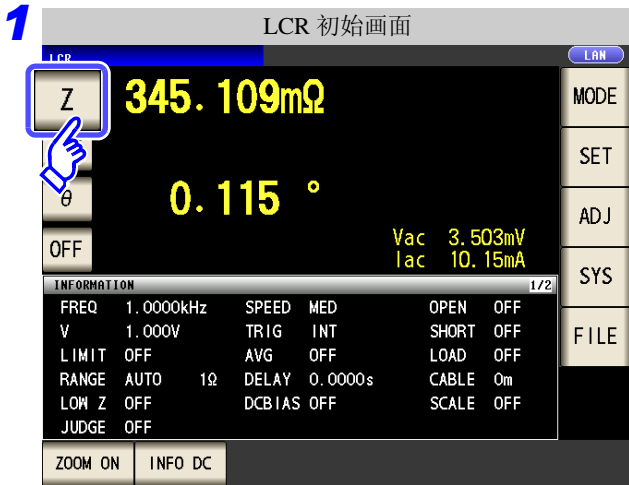 1
LCR 初始画面
LCR
LAN
Z
345.109mΩ
MODE
SET
θ
0.115 °
ADJ
OFF
Vac 3.503mV
Iac 10.15mA
SYS
INFORMATION 1/2
FREQ 1.0000kHz SPEED MED OPEN OFF
V 1.000V TRIG INT SHORT OFF
FILE
LIMIT OFF AVG OFF LOAD OFF
RANGE AUTO 1Ω DELAY 0.0000s CABLE 0m
LOW Z OFF DCBIAS OFF SCALE OFF
JUDGE OFF
ZOOM ON INFO DC